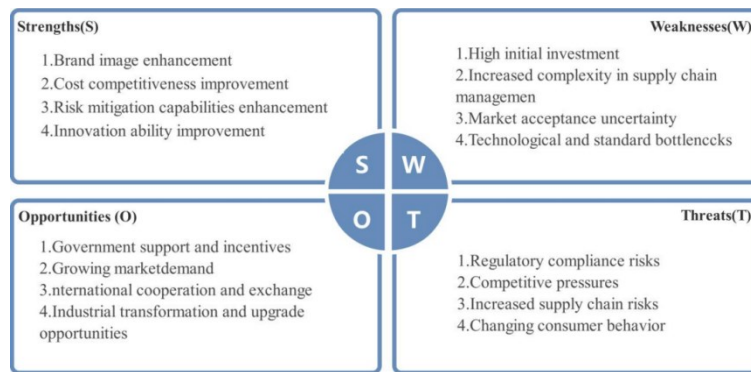 Strengths(S)
1.Brand image enhancement
2.Cost competitiveness improvement
3.Risk mitigation capabilities enhancement
4.Innovation ability improvement
Weaknesses(W)
1.High initial investment
2.Increased complexity in supply chain
managemen
3.Market acceptance uncertainty
4.Technological and standard bottlenccks
S W
O T
Opportunities (O)
1.Government support and incentives
2.Growing marketdemand
3.nternational cooperation and exchange
4.Industrial transformation and upgrade
opportunities
Threats(T)
1.Regulatory compliance risks
2.Competitive pressures
3.Increased supply chain risks
4.Changing consumer behavior